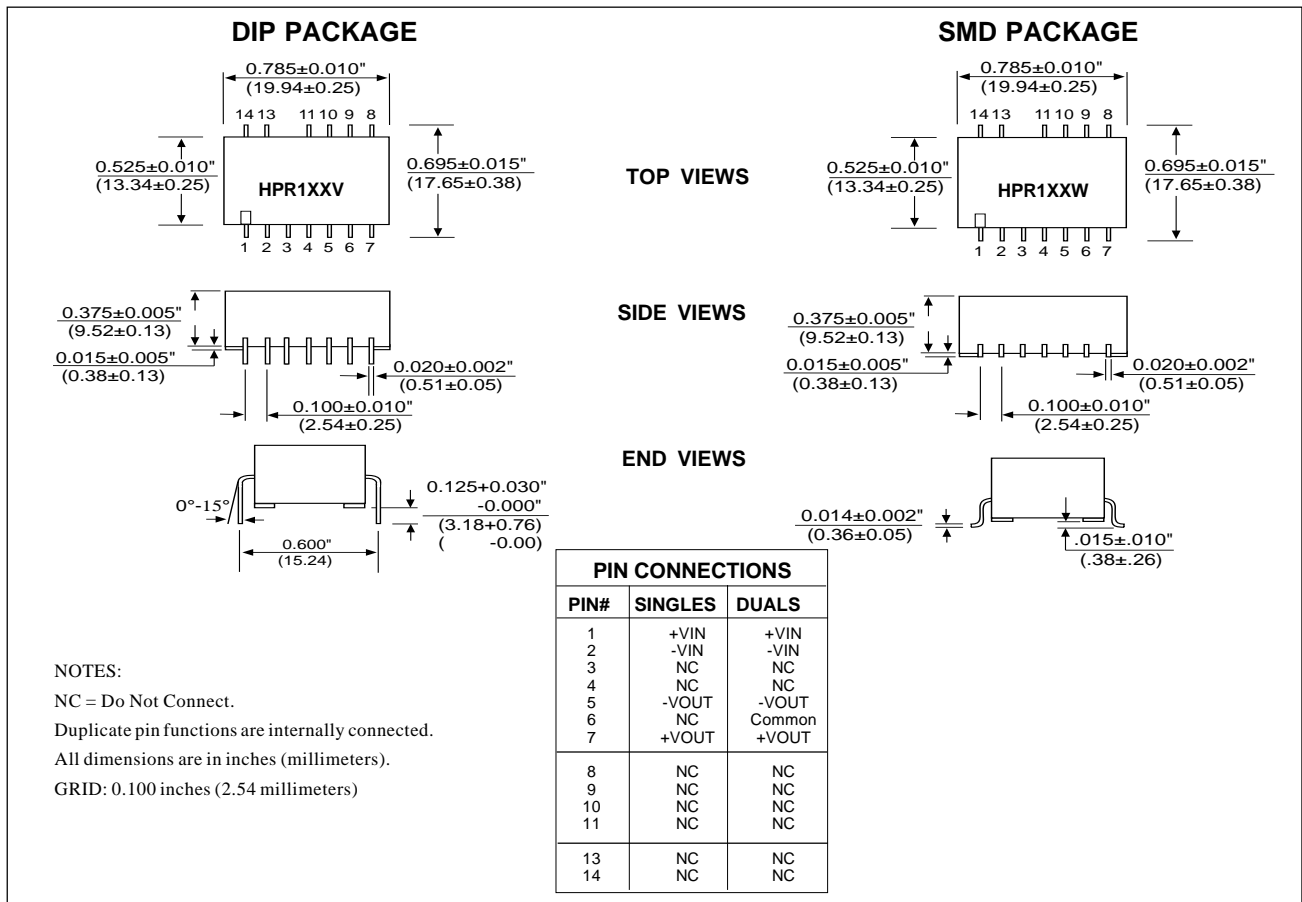 DIP PACKAGE
0.785±0.010"
(19.94±0.25)
14 13 11 10 9 8
0.525±0.010"
(13.34±0.25)
HPR1XXV
0.695±0.015"
(17.65±0.38)
1 2 3 4 5 6 7
TOP VIEWS
SMD PACKAGE
0.785±0.010"
(19.94±0.25)
14 13 11 10 9 8
0.525±0.010"
(13.34±0.25)
HPR1XXW
0.695±0.015"
(17.65±0.38)
1 2 3 4 5 6 7
0.375±0.005"
(9.52±0.13)
0.015±0.005"
(0.38±0.13)
0.020±0.002"
(0.51±0.05)
0.100±0.010"
(2.54±0.25)
SIDE VIEWS
0.375±0.005"
(9.52±0.13)
0.015±0.005"
(0.38±0.13)
0.020±0.002"
(0.51±0.05)
0.100±0.010"
(2.54±0.25)
END VIEWS
0°-15°
0.125+0.030"
-0.000"
(3.18+0.76)
( -0.00)
0.600"
(15.24)
0.014±0.002"
(0.36±0.05)
.015±.010"
(.38±.26)
PIN CONNECTIONS
PIN# SINGLES DUALS
1 +VIN +VIN
2 -VIN -VIN
3 NC NC
4 NC NC
5 -VOUT -VOUT
6 NC Common
7 +VOUT +VOUT
8 NC NC
9 NC NC
10 NC NC
11 NC NC
13 NC NC
14 NC NC
NOTES:
NC = Do Not Connect.
Duplicate pin functions are internally connected.
All dimensions are in inches (millimeters).
GRID: 0.100 inches (2.54 millimeters)